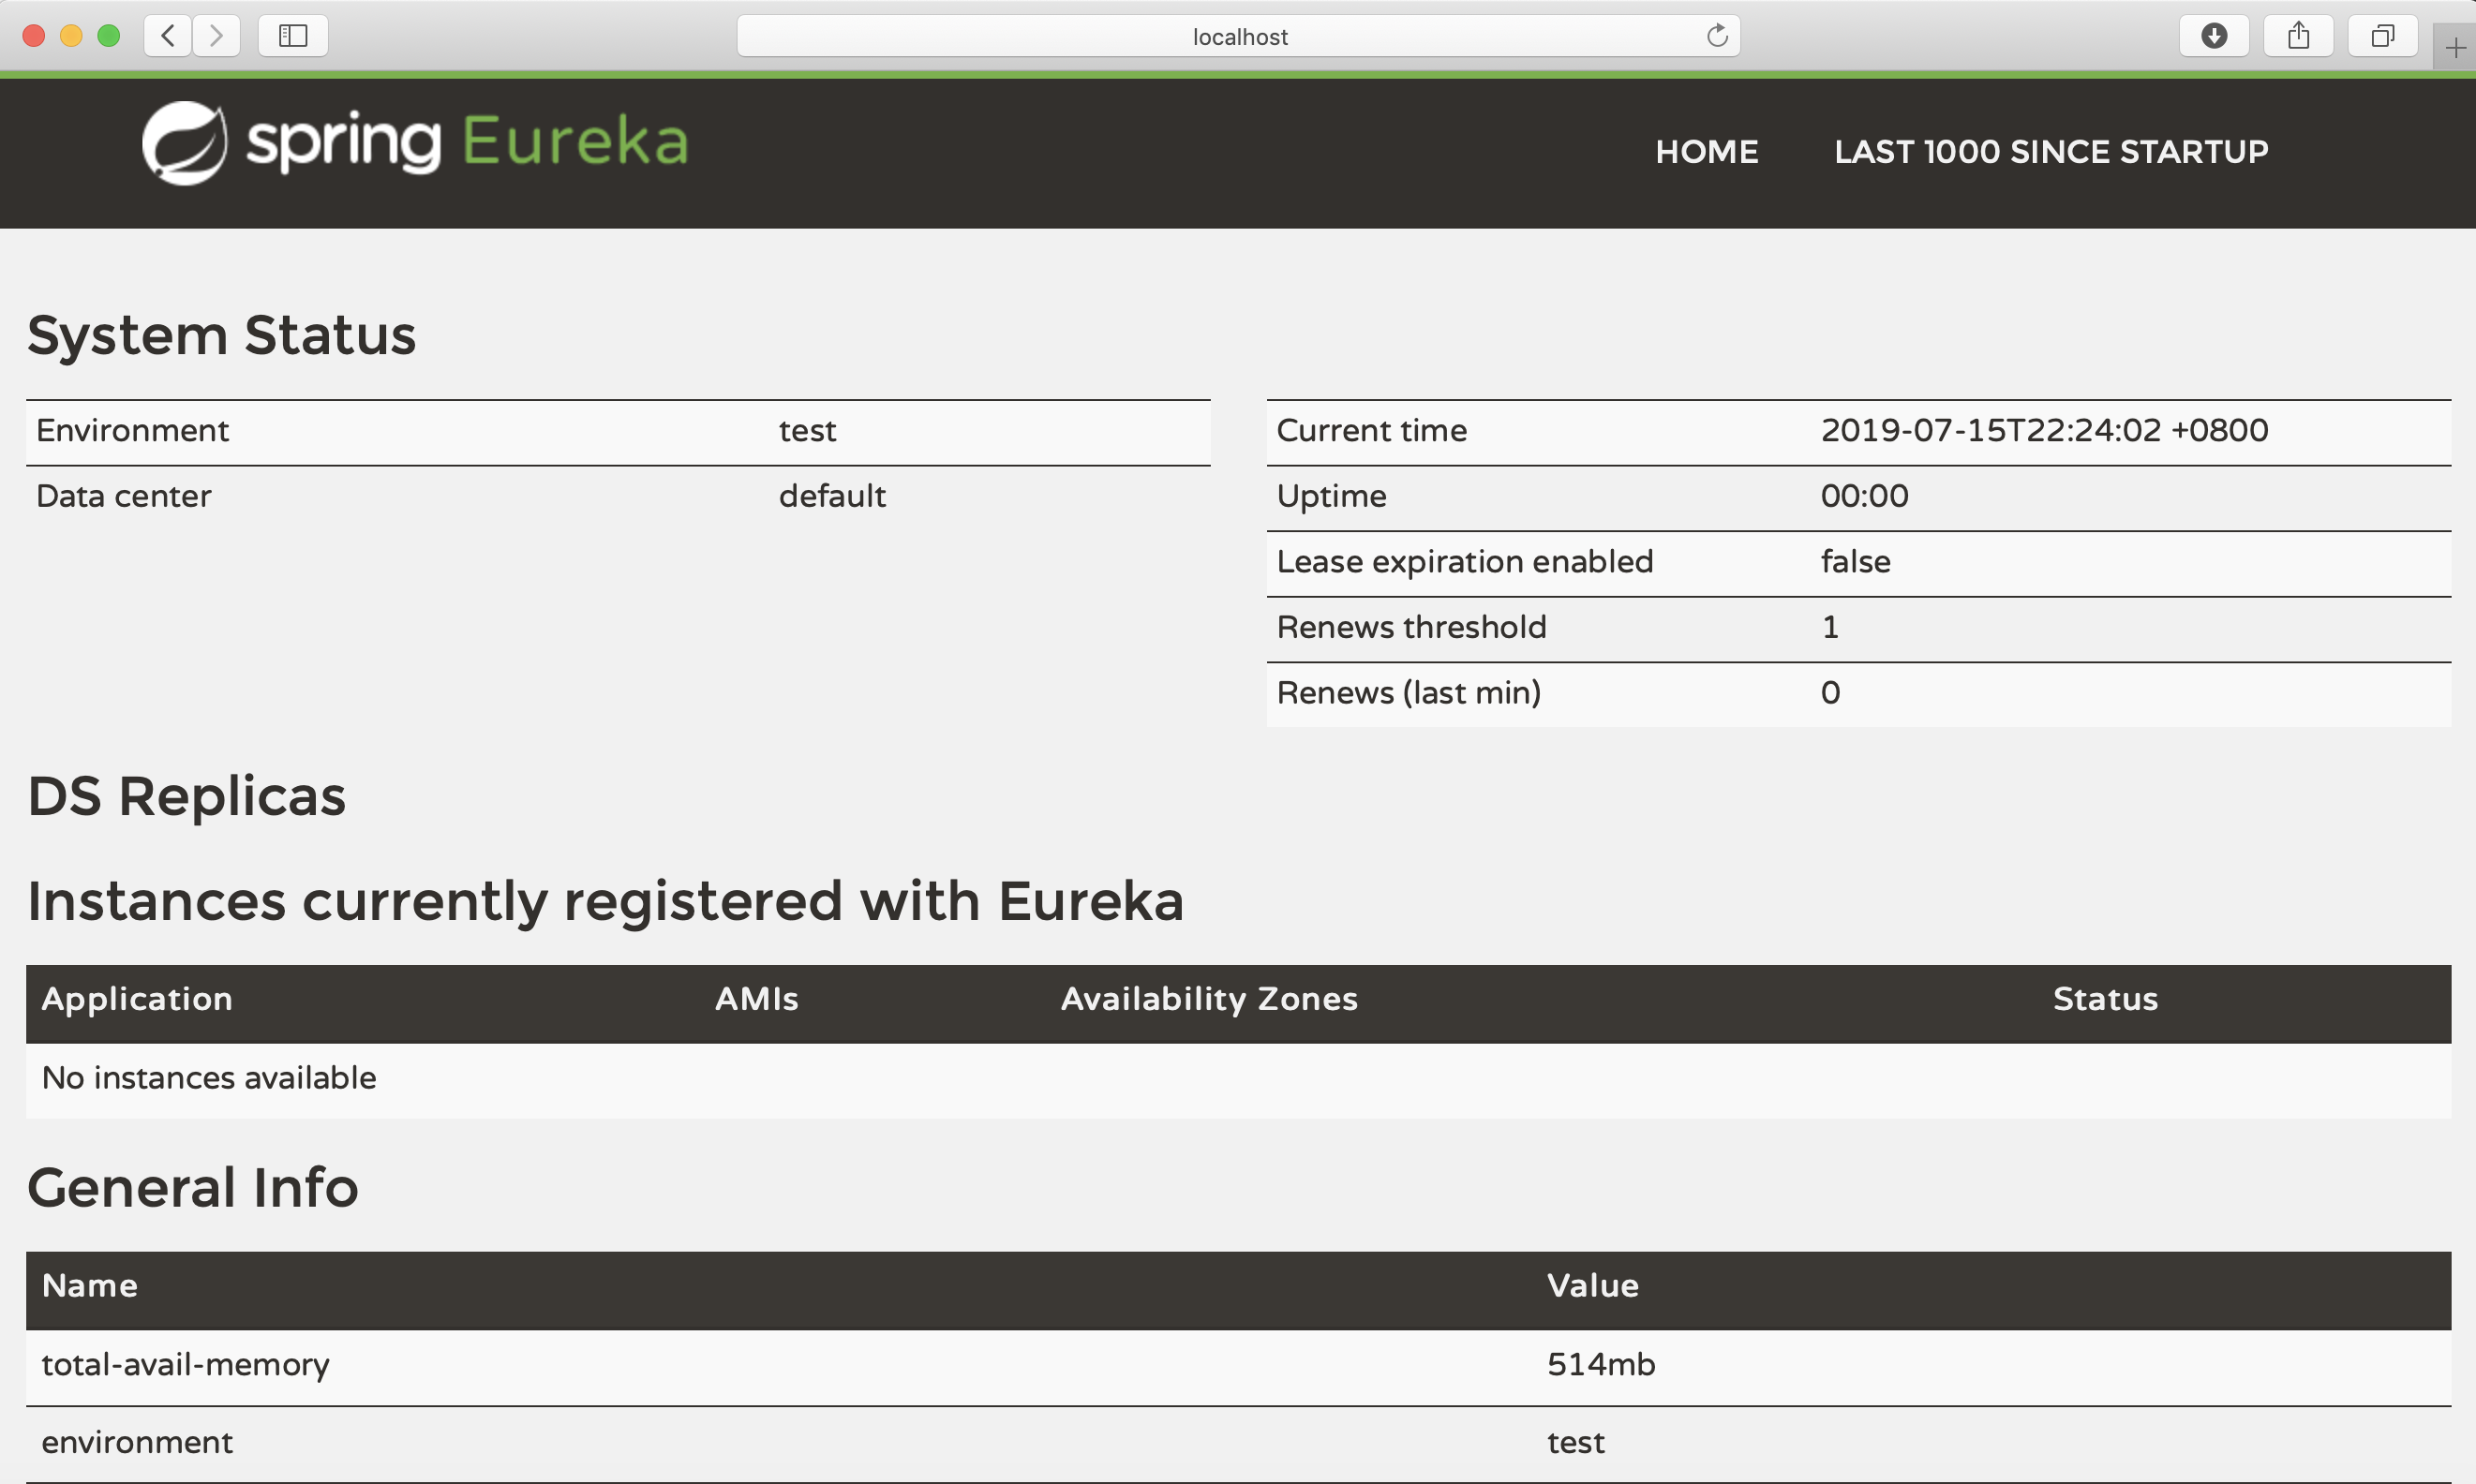 localhost
spring Eureka
HOME LAST 1000 SINCE STARTUP
System Status
Environment test
Data center default
Current time 2019-07-15T22:24:02 +0800
Uptime 00:00
Lease expiration enabled false
Renews threshold 1
Renews (last min) 0
DS Replicas
Instances currently registered with Eureka
Application AMIs Availability Zones Status
No instances available
General Info
Name Value
total-avail-memory 514mb
environment test